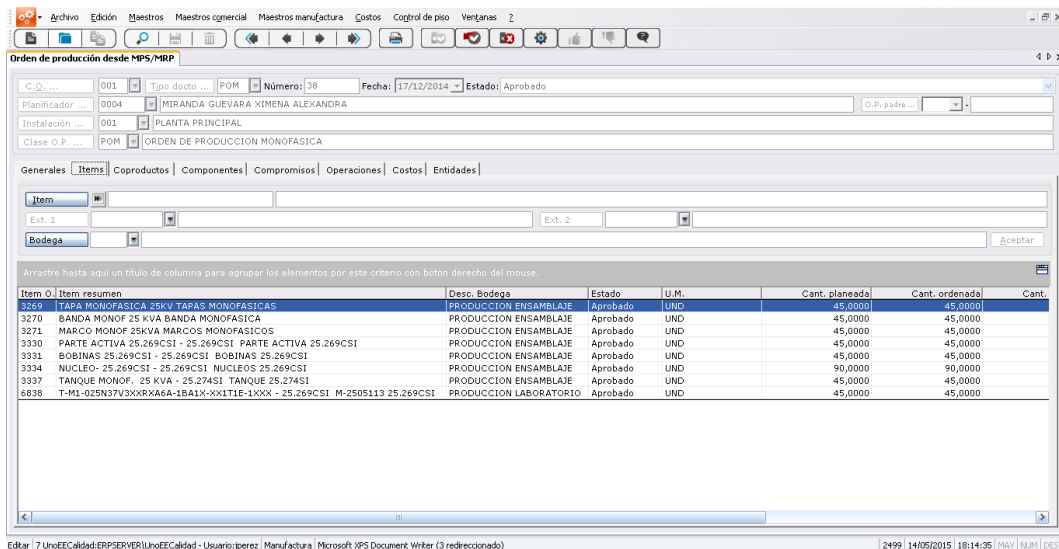 Archivo Edición Maestros Maestros comercial Maestros manufactura Costos Control de piso Ventanas ?
Orden de producción desde MPS/MRP
C.O. ... 001 Tipo docto ... POM Número: 38 Fecha: 17/12/2014 Estado: Aprobado
Planificador ... 0004 MIRANDA GUEVARA XIMENA ALEXANDRA O.P. padre ... -
Instalación ... 001 PLANTA PRINCIPAL
Clase O.P. ... POM ORDEN DE PRODUCCION MONOFASICA
Generales Items Coproductos Componentes Compromisos Operaciones Costos Entidades
Item
Ext. 1 Ext. 2
Bodega Aceptar
Arrastre hasta aquí un título de columna para agrupar los elementos por este criterio con boton derecho del mouse.
Item O. Item resumen Desc. Bodega Estado U.M. Cant. planeada Cant. ordenada Cant.
3269 TAPA MONOFASICA 25KV TAPAS MONOFASICAS PRODUCCION ENSAMBLAJE Aprobado UND 45,0000 45,0000
3270 BANDA MONOF 25 KVA BANDA MONOFASICA PRODUCCION ENSAMBLAJE Aprobado UND 45,0000 45,0000
3271 MARCO MONOF 25KVA MARCOS MONOFASICOS PRODUCCION ENSAMBLAJE Aprobado UND 45,0000 45,0000
3330 PARTE ACTIVA 25.269CSI - 25.269CSI PARTE ACTIVA 25.269CSI PRODUCCION ENSAMBLAJE Aprobado UND 45,0000 45,0000
3331 BOBINAS 25.269CSI - 25.269CSI BOBINAS 25.269CSI PRODUCCION ENSAMBLAJE Aprobado UND 45,0000 45,0000
3334 NUCLEO- 25.269CSI - 25.269CSI NUCLEOS 25.269CSI PRODUCCION ENSAMBLAJE Aprobado UND 90,0000 90,0000
3337 TANQUE MONOF. 25 KVA - 25.274SI TANQUE 25.274SI PRODUCCION ENSAMBLAJE Aprobado UND 45,0000 45,0000
6838 T-M1-025N37V3XXRXA6A-1BA1X-XX1T1E-1XXX - 25.269CSI M-2505113 25.269CSI PRODUCCION LABORATORIO Aprobado UND 45,0000 45,0000
Editar 7 UnoEECalidad:ERPSERVER\UnoEECalidad - Usuario:jperez Manufactura Microsoft XPS Document Writer (3 redireccionado) 2499 14/05/2015 18:14:35 MAY NUM DES